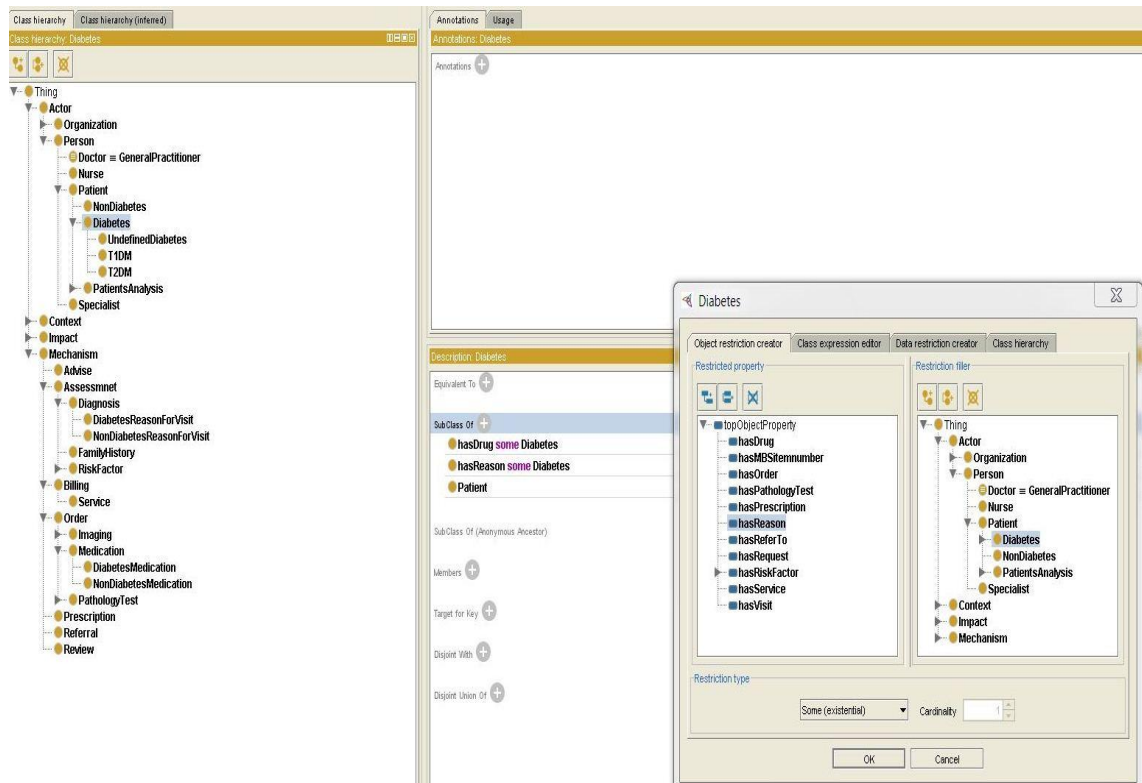 Class hierarchy Class hierarchy (inferred)
Class hierarchy: Diabetes
Thing
Actor
Organization
Person
Doctor ≡ GeneralPractitioner
Nurse
Patient
NonDiabetes
Diabetes
UndefinedDiabetes
T1DM
T2DM
PatientsAnalysis
Specialist
Context
Impact
Mechanism
Advise
Assessmnet
Diagnosis
DiabetesReasonForVisit
NonDiabetesReasonForVisit
FamilyHistory
RiskFactor
Billing
Service
Order
Imaging
Medication
DiabetesMedication
NonDiabetesMedication
PathologyTest
Prescription
Referral
Review
Annotations Usage
Annotations: Diabetes
Annotations
Description: Diabetes
Equivalent To
SubClass Of
hasDrug some Diabetes
hasReason some Diabetes
Patient
SubClass Of (Anonymous Ancestor)
Members
Target for Key
Disjoint With
Disjoint Union Of
Diabetes
Object restriction creator Class expression editor Data restriction creator Class hierarchy
Restricted property
topObjectProperty
hasDrug
hasMBSitemnumber
hasOrder
hasPathologyTest
hasPrescription
hasReason
hasReferTo
hasRequest
hasRiskFactor
hasService
hasVisit
Restriction filler
Thing
Actor
Organization
Person
Doctor ≡ GeneralPractitioner
Nurse
Patient
Diabetes
NonDiabetes
PatientsAnalysis
Specialist
Context
Impact
Mechanism
Restriction type
Some (existential) Cardinality 1
OK Cancel